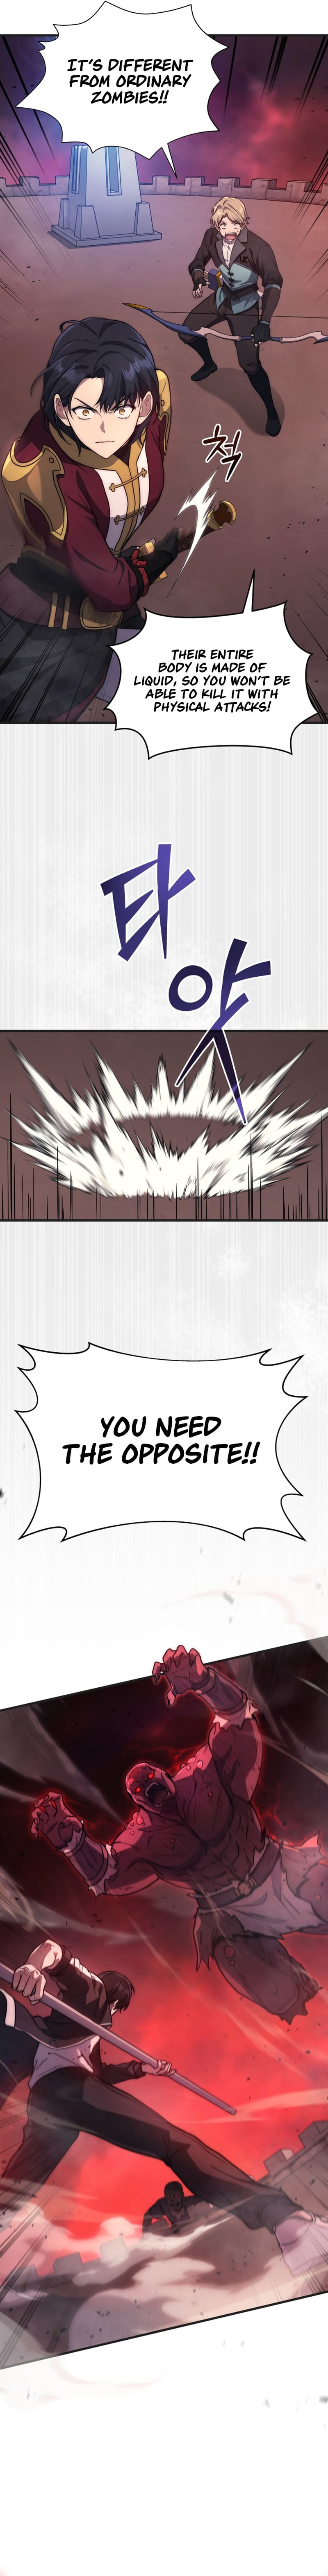 IT'S DIFFERENT
FROM ORDINARY
ZOMBIES!!
척
THEIR ENTIRE
BODY IS MADE OF
LIQUID, SO YOU WON'T BE
ABLE TO KILL IT WITH
PHYSICAL ATTACKS!
타
야
YOU NEED
THE OPPOSITE!!